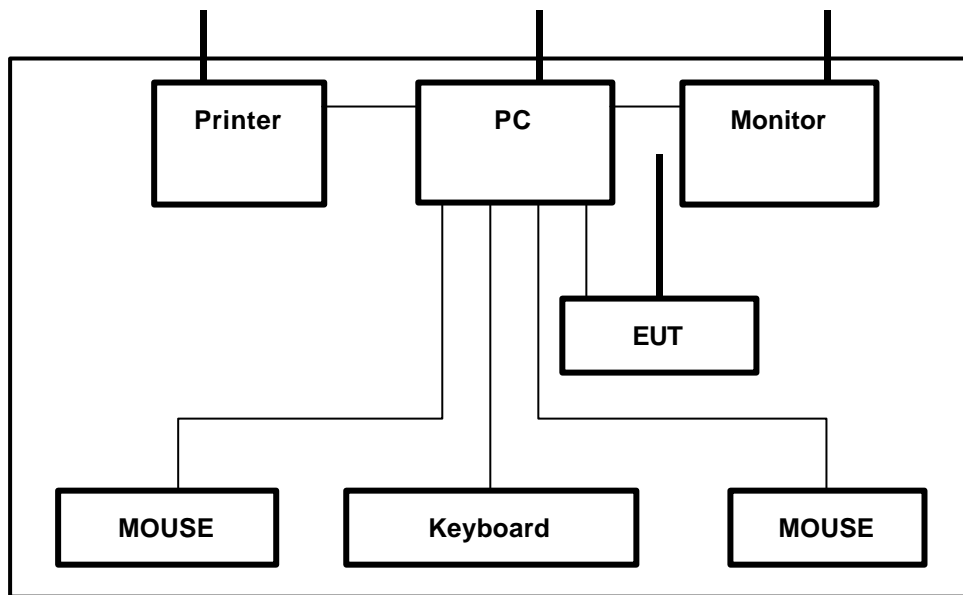 Printer
PC
Monitor
EUT
MOUSE
Keyboard
MOUSE